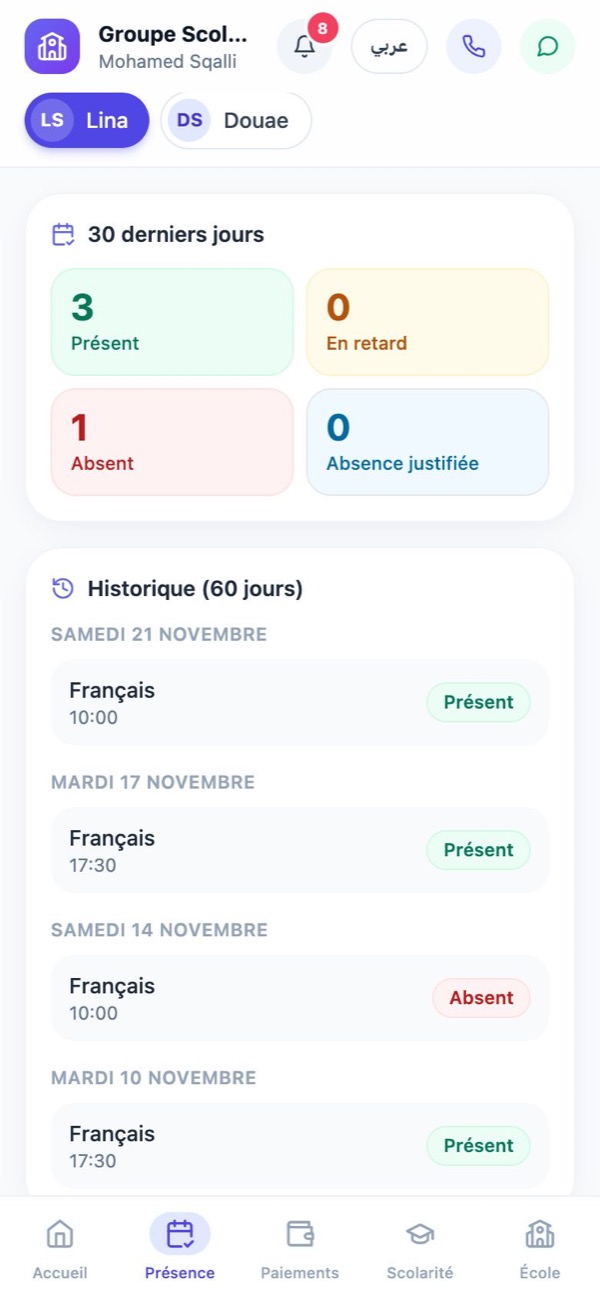 Groupe Scol...
Mohamed Sqalli
8
عربي
LS Lina
DS Douae
30 derniers jours
3
Présent
0
En retard
1
Absent
0
Absence justifiée
Historique (60 jours)
SAMEDI 21 NOVEMBRE
Français
10:00
Présent
MARDI 17 NOVEMBRE
Français
17:30
Présent
SAMEDI 14 NOVEMBRE
Français
10:00
Absent
MARDI 10 NOVEMBRE
Français
17:30
Présent
Accueil
Présence
Paiements
Scolarité
École